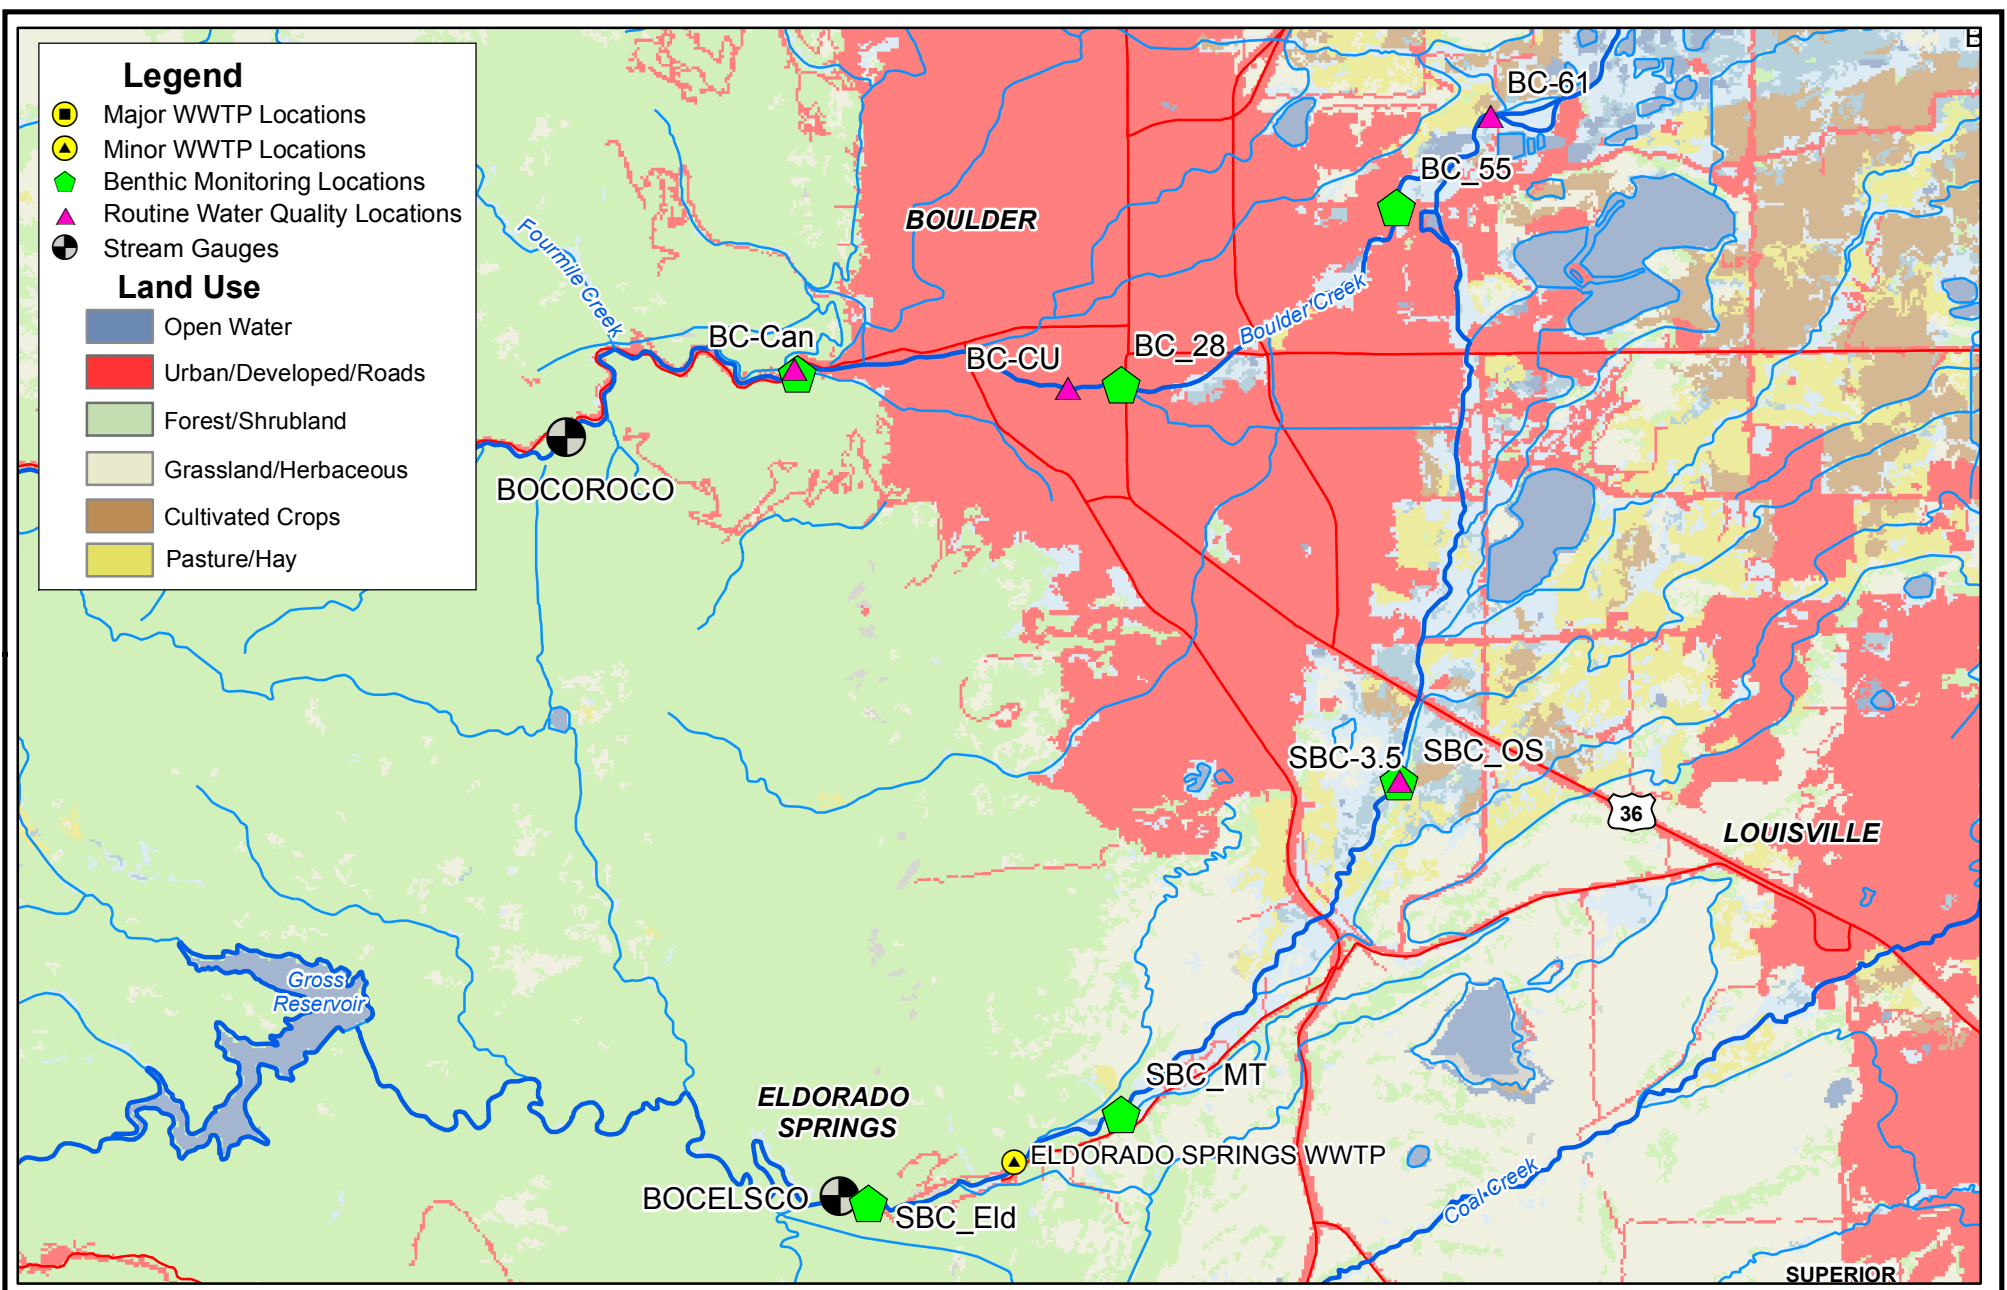 Legend
Major WWTP Locations
Minor WWTP Locations
Benthic Monitoring Locations
Routine Water Quality Locations
Stream Gauges
Land Use
Open Water
Urban/Developed/Roads
Forest/Shrubland
Grassland/Herbaceous
Cultivated Crops
Pasture/Hay
B
BC-61
BC_55
BOULDER
Fourmile Creek
Boulder Creek
BC-Can
BC-CU
BC_28
BOCOROCO
SBC-3.5
SBC_OS
36
LOUISVILLE
Gross
Reservoir
SBC_MT
ELDORADO
SPRINGS
ELDORADO SPRINGS WWTP
BOCELSCO
SBC_Eld
Coal Creek
SUPERIOR